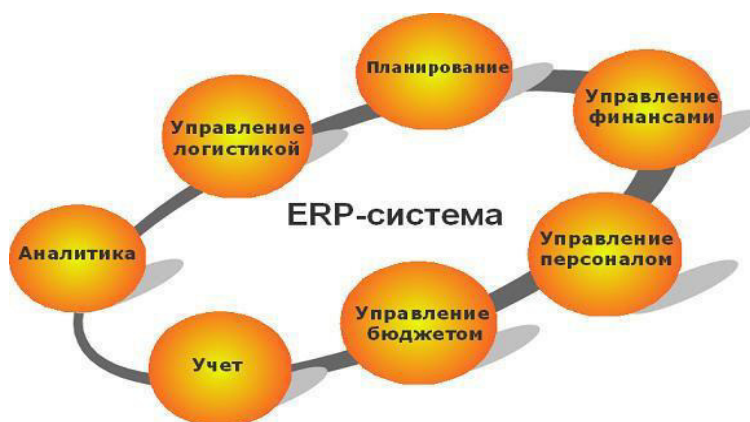 Планирование
Управление
финансами
Управление
логистикой
ERP-система
Управление
персоналом
Аналитика
Управление
бюджетом
Учет